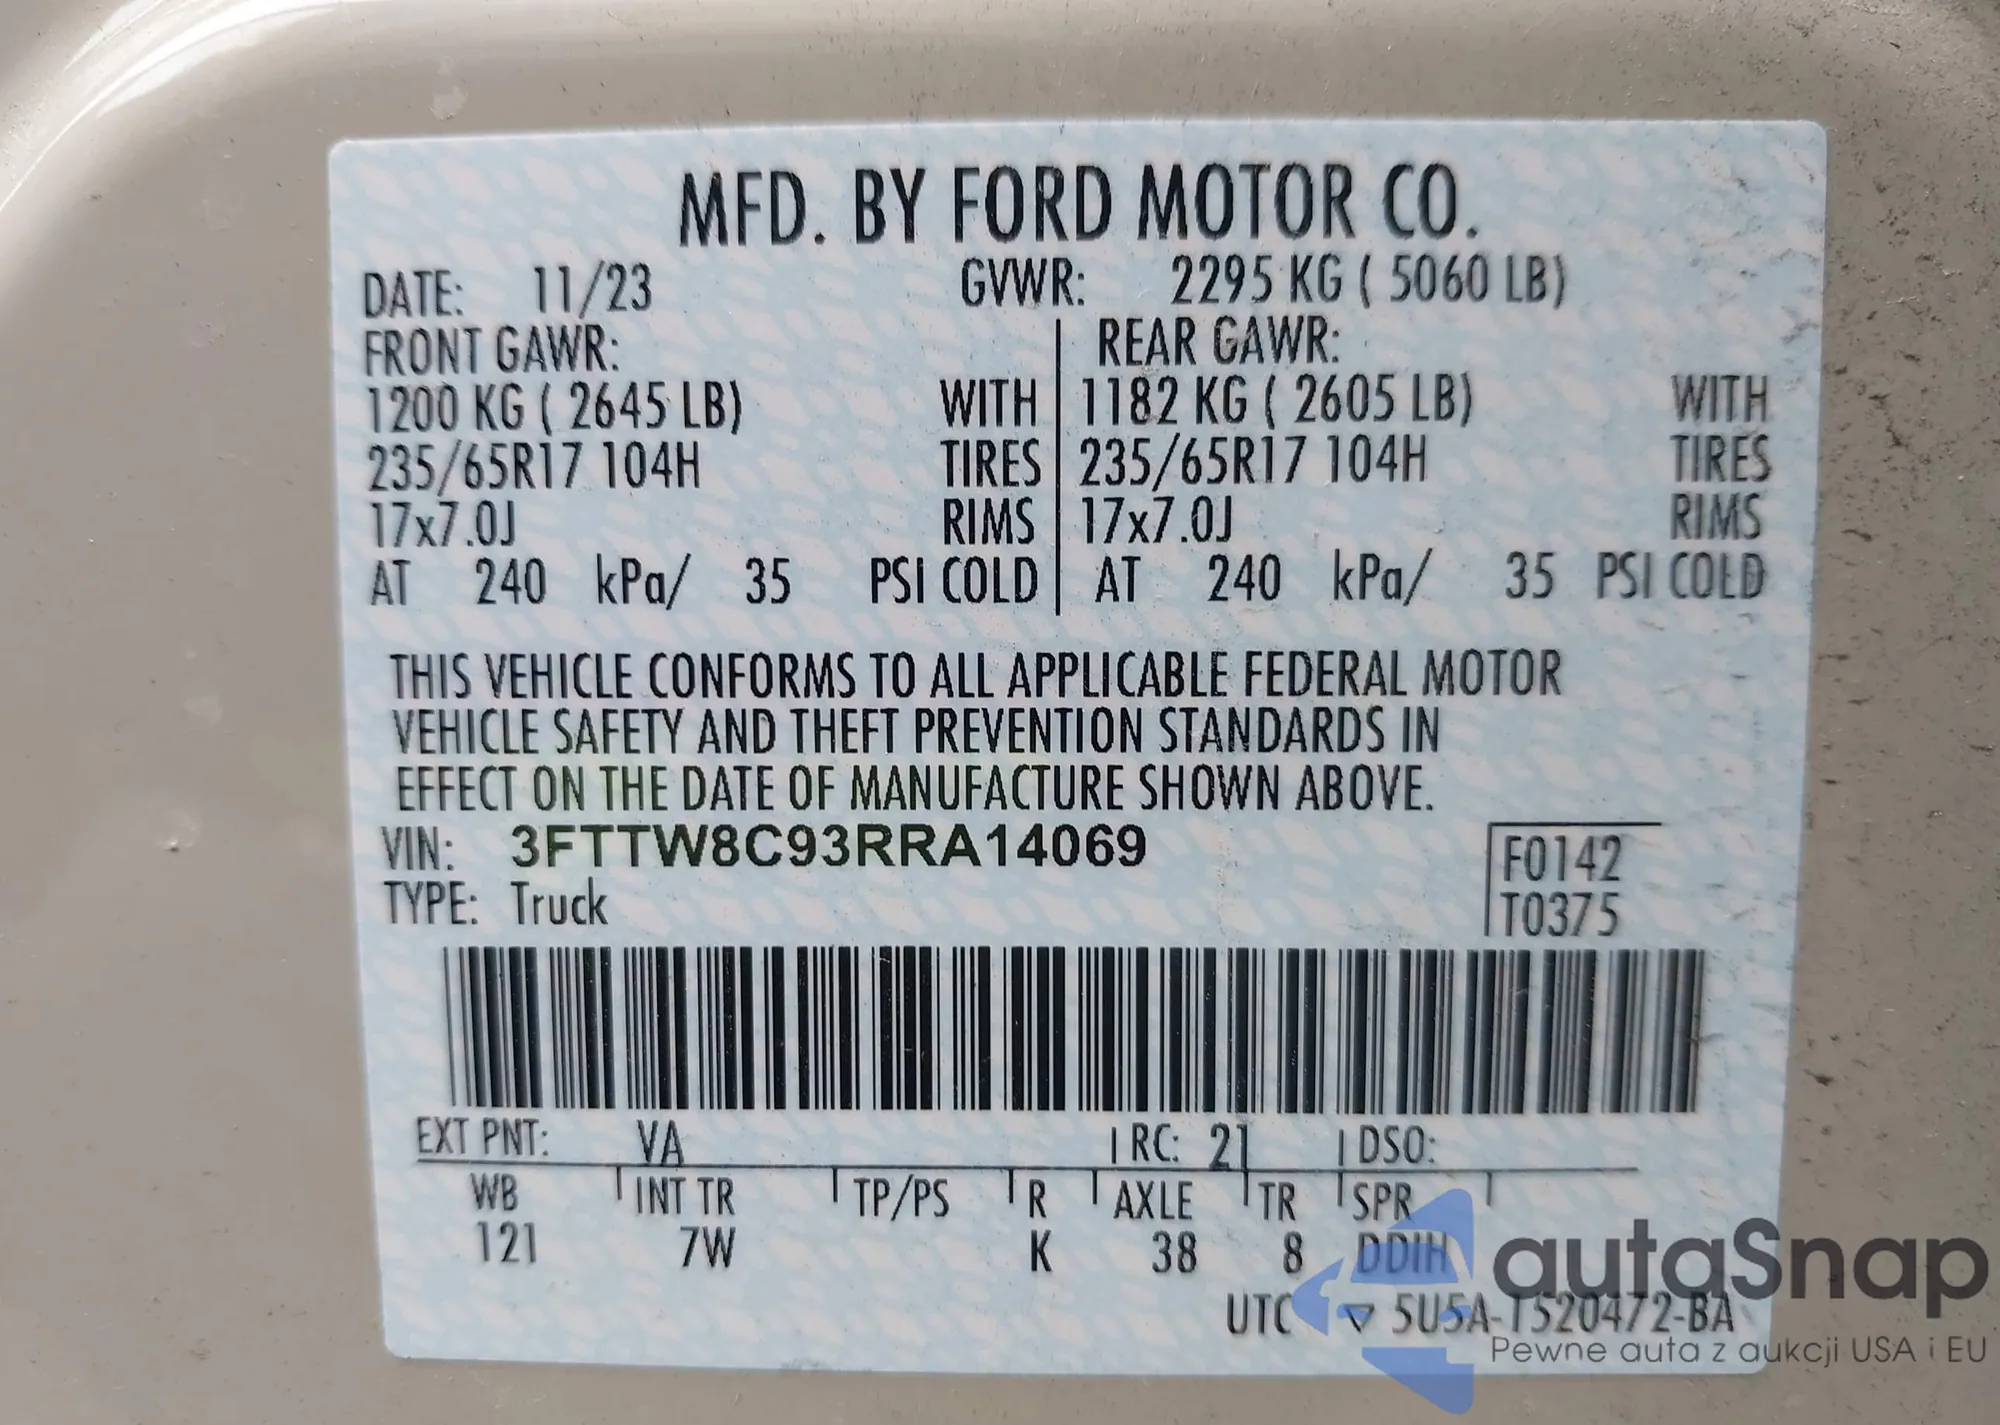 MFD. BY FORD MOTOR CO.
DATE: 11/23 GVWR: 2295 KG ( 5060 LB)
FRONT GAWR: REAR GAWR:
1200 KG ( 2645 LB) WITH 1182 KG ( 2605 LB) WITH
235/65R17 104H TIRES 235/65R17 104H TIRES
17x7.0J RIMS 17x7.0J RIMS
AT 240 kPa/ 35 PSI COLD AT 240 kPa/ 35 PSI COLD
THIS VEHICLE CONFORMS TO ALL APPLICABLE FEDERAL MOTOR
VEHICLE SAFETY AND THEFT PREVENTION STANDARDS IN
EFFECT ON THE DATE OF MANUFACTURE SHOWN ABOVE.
VIN: 3FTTW8C93RRA14069
F0142
TYPE: Truck
T0375
EXT PNT: VA RC: 21 DSO:
WB INT TR TP/PS R AXLE TR SPR
121 7W K 38 8 DDIH
UTC 5U5A-1520472-BA
autaSnap
Pewne auta z aukcji USA i EU